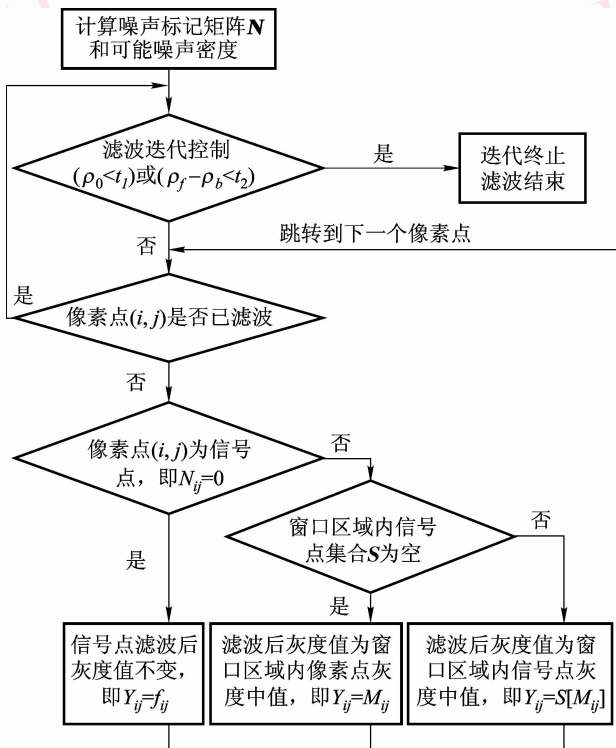 计算噪声标记矩阵N
和可能噪声密度
滤波迭代控制
(ρ0<t1)或(ρf−ρb<t2)
是
迭代终止
滤波结束
否
跳转到下一个像素点
是
像素点(i, j)是否已滤波
否
像素点(i, j)为信号
点，即Nij=0
否
窗口区域内信号
点集合S为空
否
是
是
信号点滤波后
灰度值不变，
即Yij=fij
滤波后灰度值为窗
口区域内像素点灰
度中值，即Yij=Mij
滤波后灰度值为窗
口区域内信号点灰
度中值，即Yij=S[Mij]